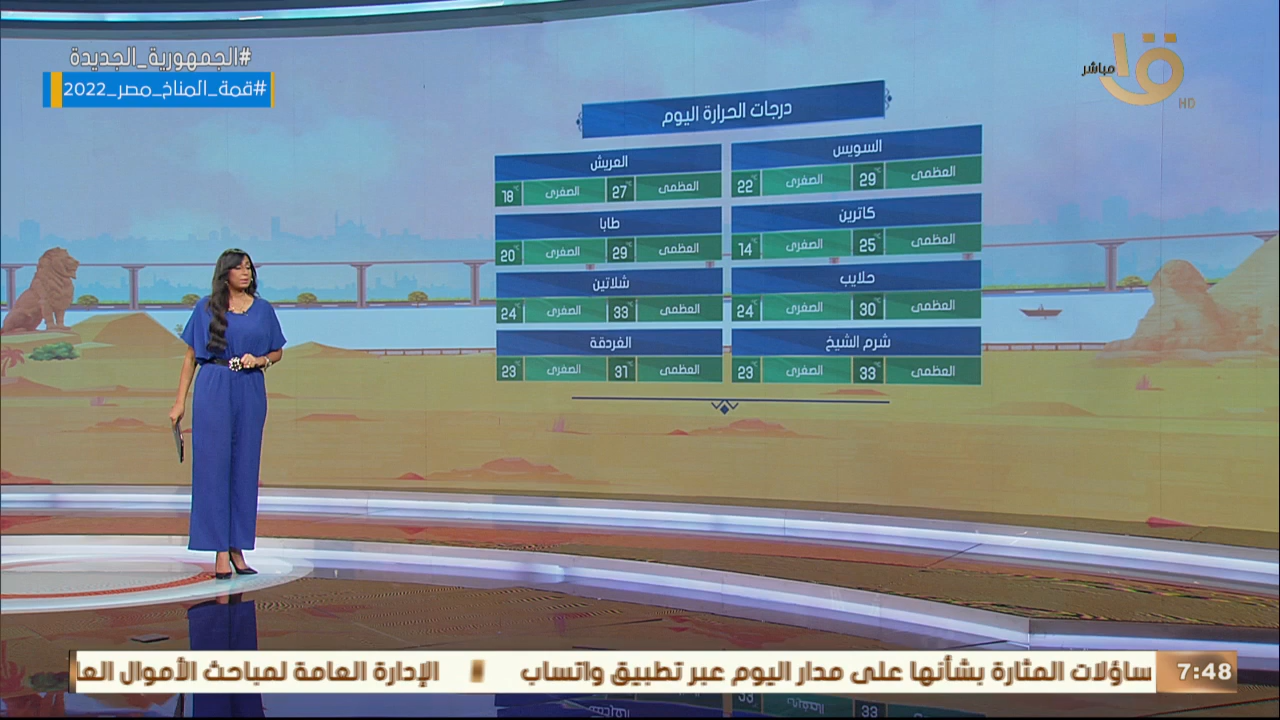 #الجمهورية_الجديدة
#قمة_المناخ_مصر_2022
مباشر
HD
درجات الحرارة اليوم
السويس
العظمى 29°C الصغرى 22°C
العريش
العظمى 27°C الصغرى 18°C
كاترين
العظمى 25°C الصغرى 14°C
طابا
العظمى 29°C الصغرى 20°C
حلايب
العظمى 30°C الصغرى 24°C
شلاتين
العظمى 33°C الصغرى 24°C
شرم الشيخ
العظمى 33°C الصغرى 23°C
الغردقة
العظمى 31°C الصغرى 23°C
7:48
ساؤلات المثارة بشأنها على مدار اليوم عبر تطبيق واتساب الإدارة العامة لمباحث الأموال العا